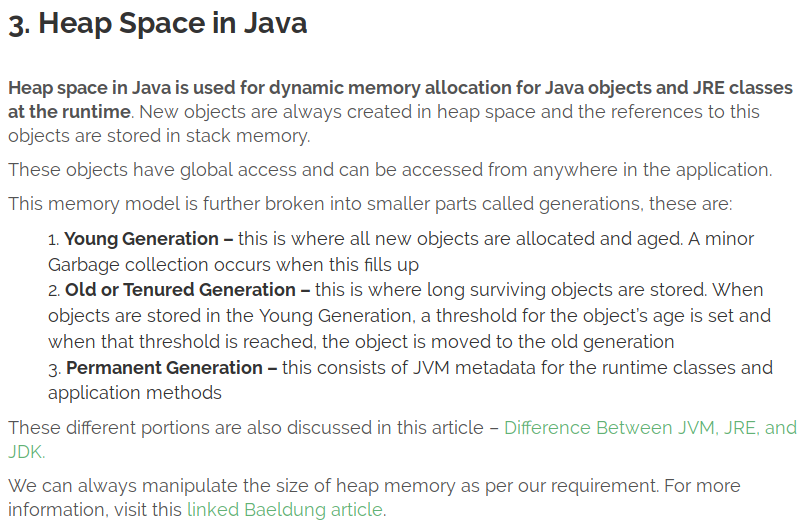 3. Heap Space in Java
Heap space in Java is used for dynamic memory allocation for Java objects and JRE classes
at the runtime. New objects are always created in heap space and the references to this
objects are stored in stack memory.
These objects have global access and can be accessed from anywhere in the application.
This memory model is further broken into smaller parts called generations, these are:
1. Young Generation – this is where all new objects are allocated and aged. A minor
Garbage collection occurs when this fills up
2. Old or Tenured Generation – this is where long surviving objects are stored. When
objects are stored in the Young Generation, a threshold for the object's age is set and
when that threshold is reached, the object is moved to the old generation
3. Permanent Generation – this consists of JVM metadata for the runtime classes and
application methods
These different portions are also discussed in this article – Difference Between JVM, JRE, and
JDK.
We can always manipulate the size of heap memory as per our requirement. For more
information, visit this linked Baeldung article.